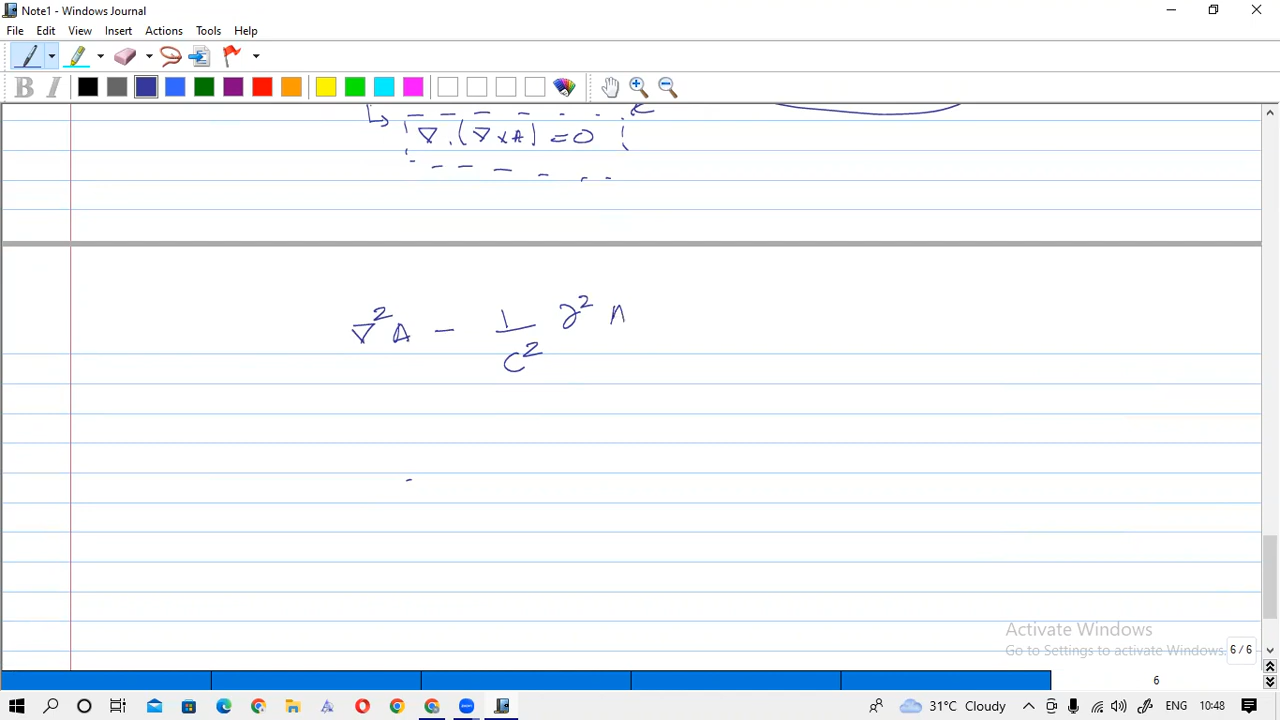 Note1 - Windows Journal
File Edit View Insert Actions Tools Help
B I
∇ . (∇ × A) = 0
∇² A - 1/c² ∂² A
Activate Windows
Go to Settings to activate Windows.
6 / 6
6
31°C Cloudy ENG 10:48